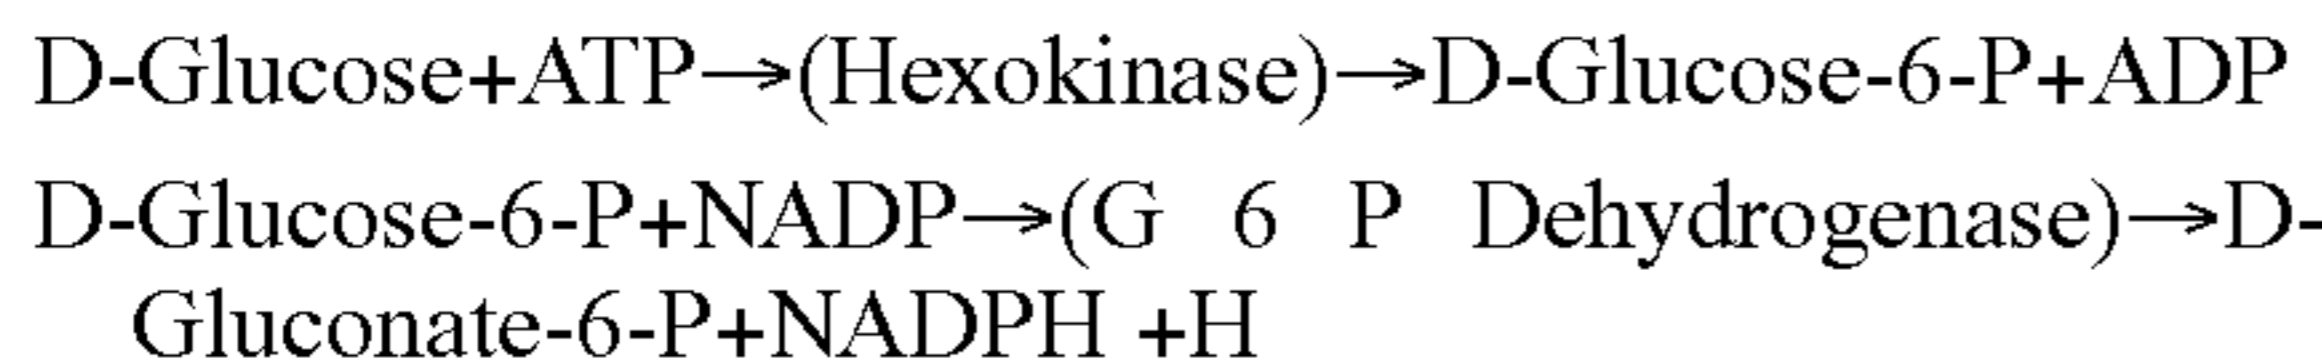 D-Glucose+ATP→(Hexokinase)→D-Glucose-6-P+ADP
D-Glucose-6-P+NADP→(G 6 P Dehydrogenase)→D-
Gluconate-6-P+NADPH +H